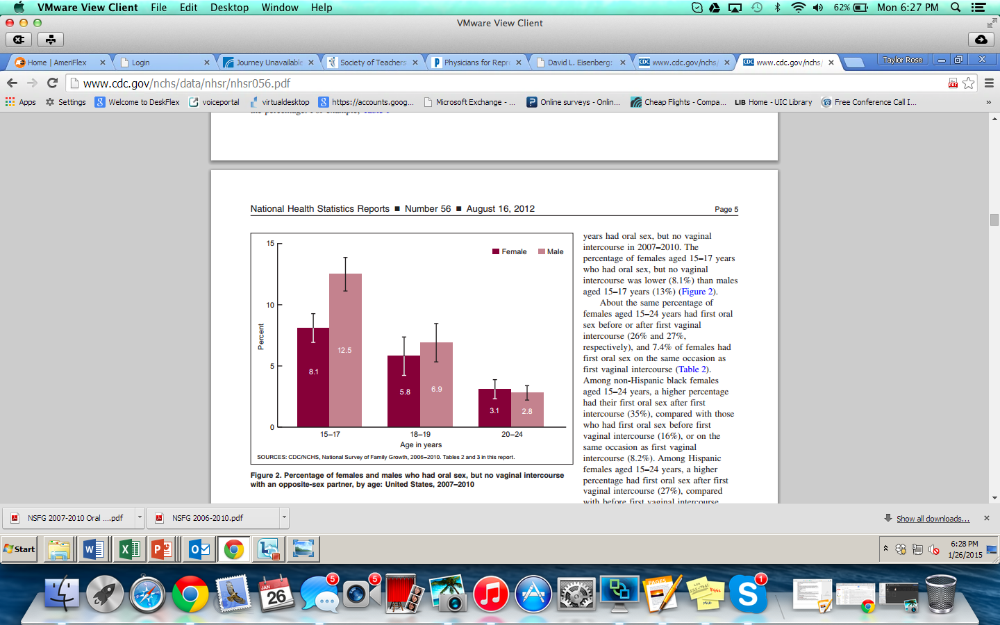 VMware View Client File Edit Desktop Window Help 62% Mon 6:27 PM
VMware View Client
Home | AmeriFlex Login Journey Unavailable Society of Teachers Physicians for Repr David L. Eisenberg: www.cdc.gov/nchs/ www.cdc.gov/nchs/ Taylor Rose
www.cdc.gov/nchs/data/nhsr/nhsr056.pdf
Apps Settings Welcome to DeskFlex voiceportal virtualdesktop https://accounts.goog... Microsoft Exchange - ... Online surveys - Onlin... Cheap Flights - Compa... LIB Home - UIC Library Free Conference Call I... »
National Health Statistics Reports ■ Number 56 ■ August 16, 2012 Page 5
15
10
5
0
Percent
Female Male
8.1
12.5
5.8
6.9
3.1
2.8
15–17 18–19 20–24
Age in years
SOURCES: CDC/NCHS, National Survey of Family Growth, 2006–2010. Tables 2 and 3 in this report.
Figure 2. Percentage of females and males who had oral sex, but no vaginal intercourse
with an opposite-sex partner, by age: United States, 2007–2010
years had oral sex, but no vaginal
intercourse in 2007–2010. The
percentage of females aged 15–17 years
who had oral sex, but no vaginal
intercourse was lower (8.1%) than males
aged 15–17 years (13%) (Figure 2).
About the same percentage of
females aged 15–24 years had first oral
sex before or after first vaginal
intercourse (26% and 27%,
respectively), and 7.4% of females had
first oral sex on the same occasion as
first vaginal intercourse (Table 2).
Among non-Hispanic black females
aged 15–24 years, a higher percentage
had their first oral sex after first
intercourse (35%), compared with those
who had first oral sex before first
vaginal intercourse (16%), or on the
same occasion as first vaginal
intercourse (8.2%). Among Hispanic
females aged 15–24 years, a higher
percentage had first oral sex after first
vaginal intercourse (27%), compared
with before first vaginal intercourse
NSFG 2007-2010 Oral ....pdf NSFG 2006-2010.pdf Show all downloads...
Start 6:28 PM
1/26/2015
JAN
26
5
5
PAGES
1